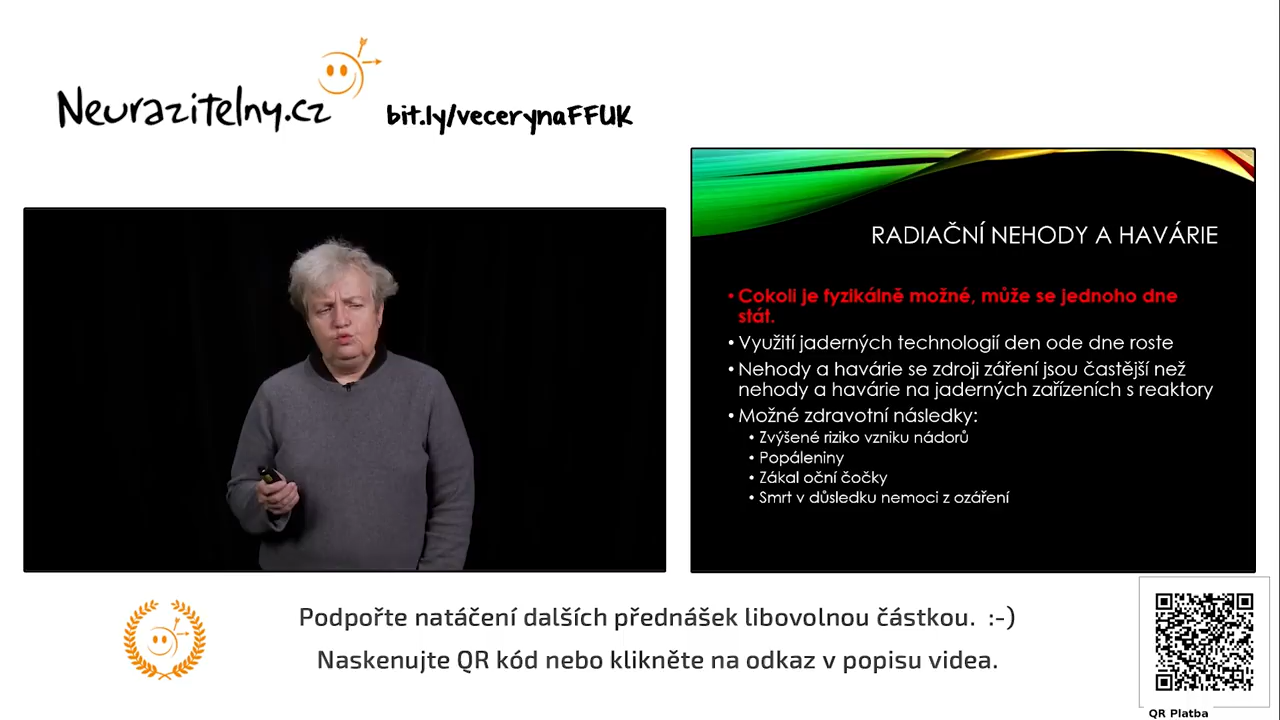 Neurazitelny.cz
bit.ly/vecerynaFFUK
RADIAČNÍ NEHODY A HAVÁRIE
• Cokoli je fyzikálně možné, může se jednoho dne
stát.
• Využití jaderných technologií den ode dne roste
• Nehody a havárie se zdroji záření jsou častější než
nehody a havárie na jaderných zařízeních s reaktory
• Možné zdravotní následky:
• Zvýšené riziko vzniku nádorů
• Popáleniny
• Zákal oční čočky
• Smrt v důsledku nemoci z ozáření
Podpořte natáčení dalších přednášek libovolnou částkou. :-)
Naskenujte QR kód nebo klikněte na odkaz v popisu videa.
QR Platba